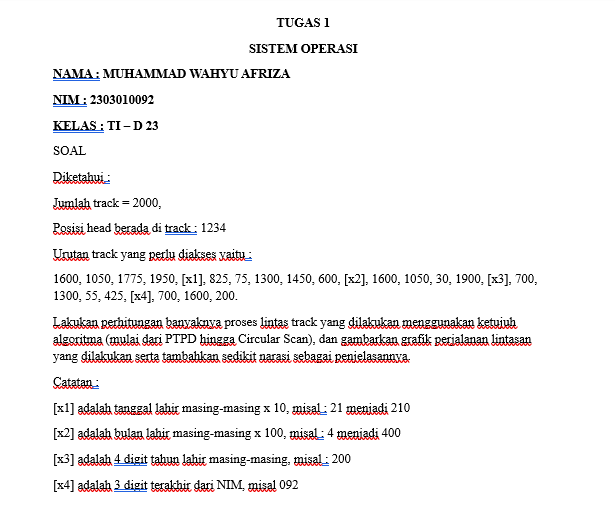 TUGAS 1
SISTEM OPERASI
NAMA : MUHAMMAD WAHYU AFRIZA
NIM : 2303010092
KELAS : TI – D 23
SOAL
Diketahui :
Jumlah track = 2000,
Posisi head berada di track : 1234
Urutan track yang perlu diakses yaitu :
1600, 1050, 1775, 1950, [x1], 825, 75, 1300, 1450, 600, [x2], 1600, 1050, 30, 1900, [x3], 700,
1300, 55, 425, [x4], 700, 1600, 200.
Lakukan perhitungan banyaknya proses lintas track yang dilakukan menggunakan ketujuh
algoritma (mulai dari PTPD hingga Circular Scan), dan gambarkan grafik perjalanan lintasan
yang dilakukan serta tambahkan sedikit narasi sebagai penjelasannya.
Catatan :
[x1] adalah tanggal lahir masing-masing x 10, misal : 21 menjadi 210
[x2] adalah bulan lahir masing-masing x 100, misal : 4 menjadi 400
[x3] adalah 4 digit tahun lahir masing-masing, misal : 200
[x4] adalah 3 digit terakhir dari NIM, misal 092